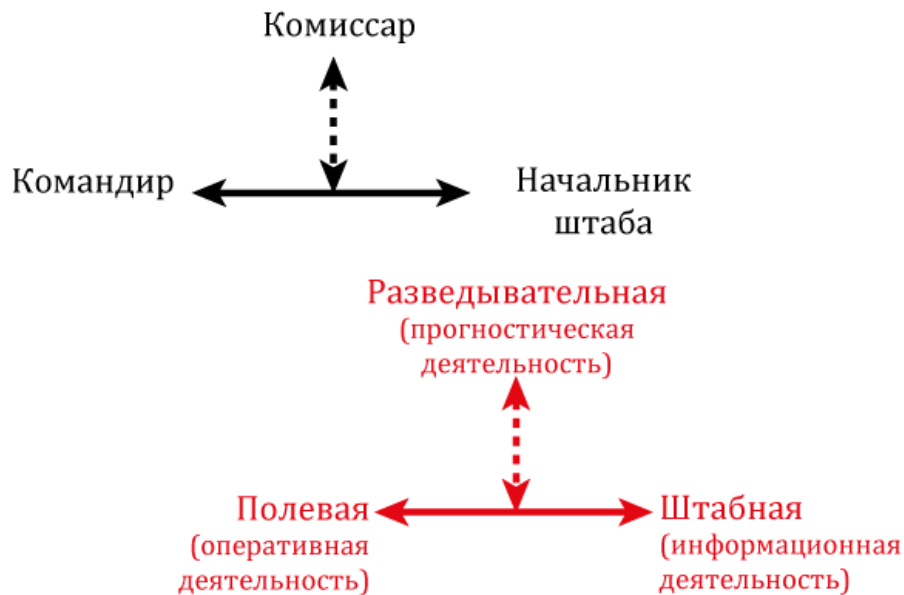 Комиссар
Командир
Начальник
штаба
Разведывательная
(прогностическая
деятельность)
Полевая
(оперативная
деятельность)
Штабная
(информационная
деятельность)